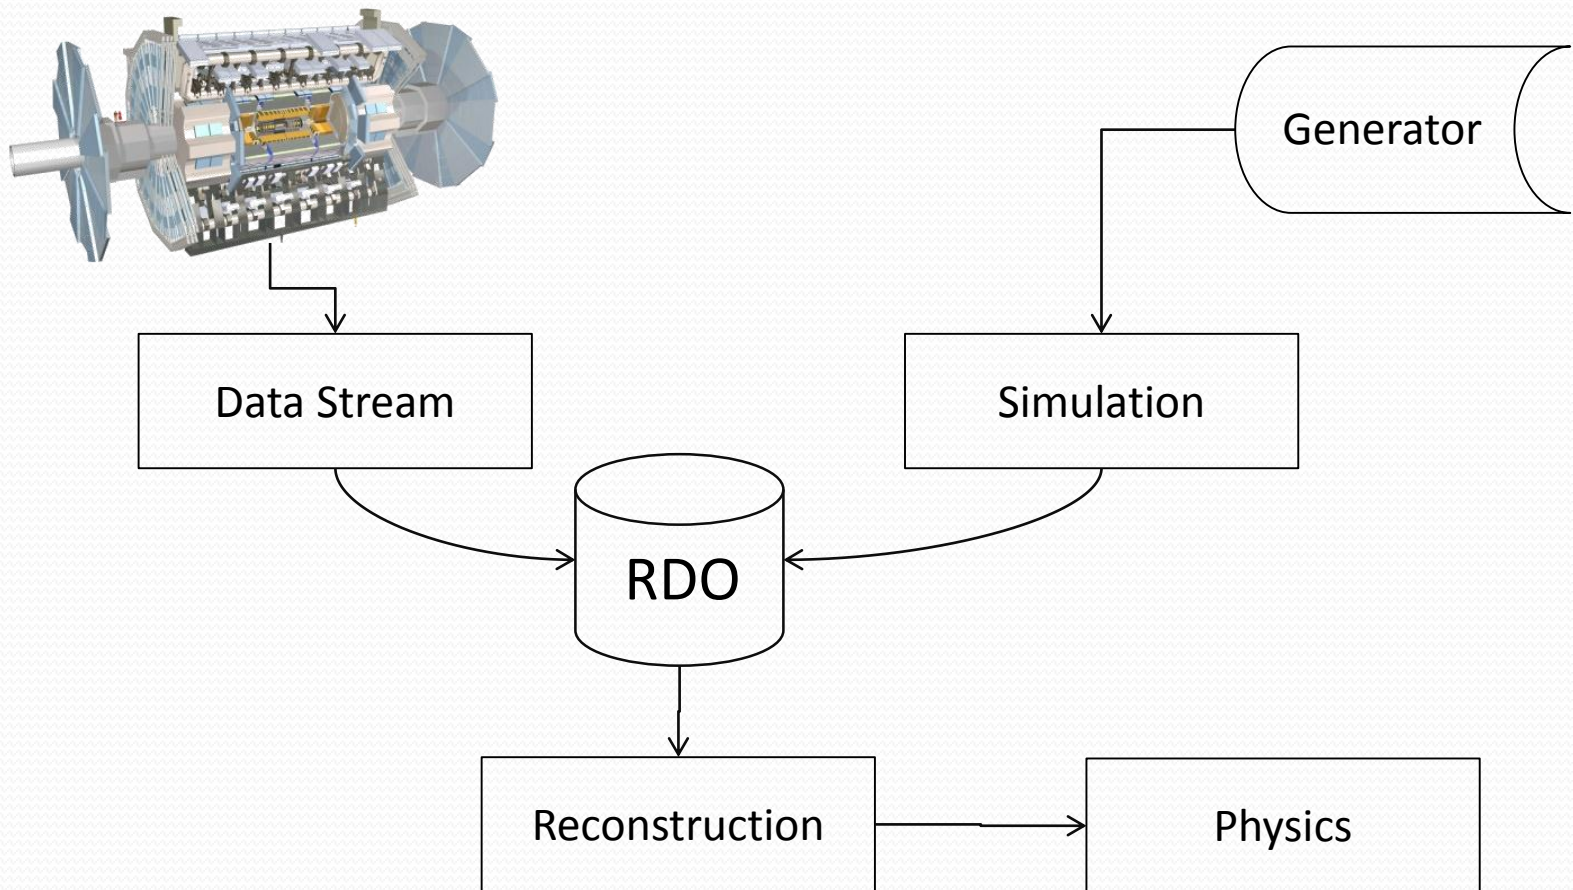 Generator
Data Stream
Simulation
RDO
Reconstruction
Physics